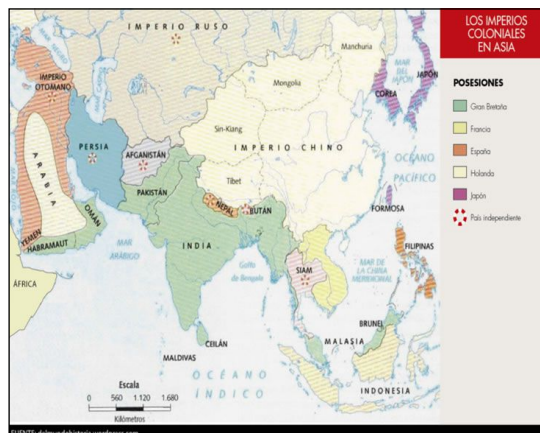 LOS IMPERIOS
COLONIALES
EN ASIA
POSESIONES
Gran Bretaña
Francia
España
Holanda
Japón
País independiente
IMPERIO RUSO
MAR NEGRO
IMPERIO
OTOMANO
Manchuria
Mongolia
MAR
DEL
JAPÓN
JAPÓN
COREA
Sin-Kiang
IMPERIO CHINO
PERSIA
AFGANISTÁN
Tíbet
OCÉANO
PACÍFICO
ARABIA
PAKISTÁN
NEPAL
BUTÁN
FORMOSA
OMÁN
YEMEN
HABRAMAUT
MAR
ARÁBIGO
INDIA
Golfo
de Bengala
SIAM
MAR DE
LA CHINA
MERIDIONAL
FILIPINAS
ÁFRICA
CEILÁN
MALDIVAS
BRUNEI
MALASIA
OCÉANO
ÍNDICO
INDONESIA
Escala
0 560 1.120 1.680
Kilómetros